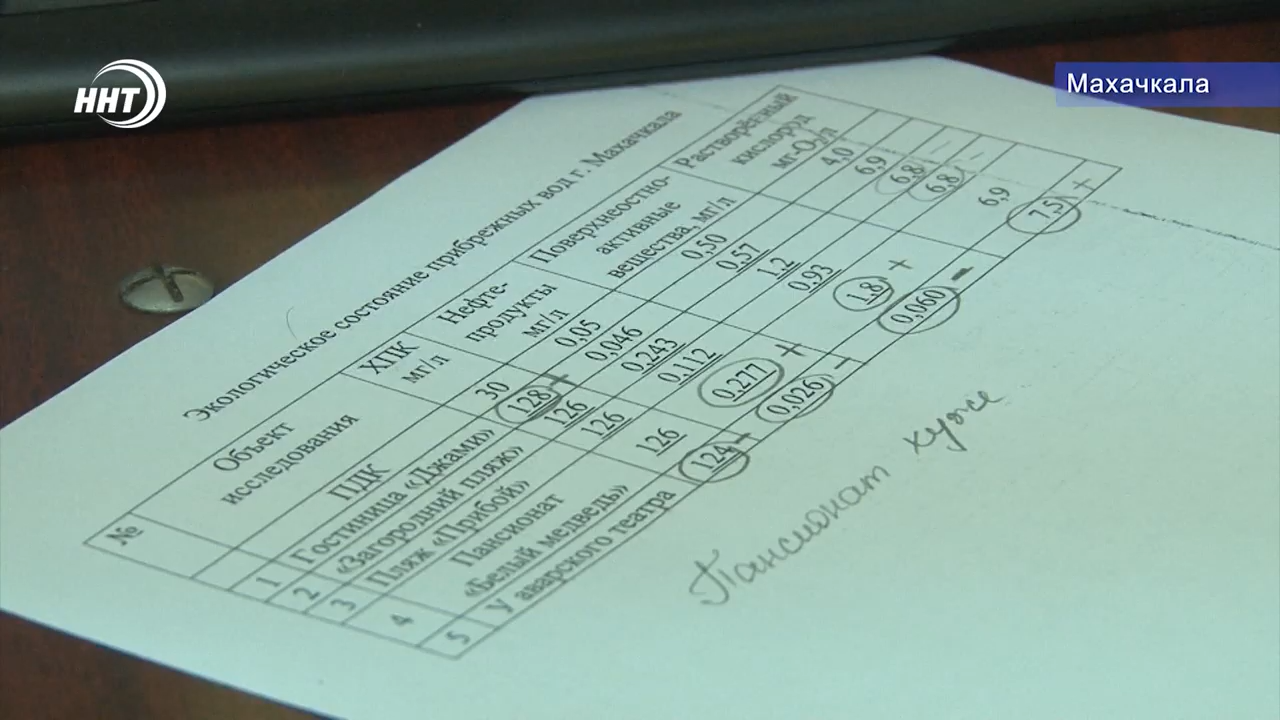 ННТ
Махачкала
Экологическое состояние прибрежных вод г. Махачкала
№ Объект исследования ХПК мг/л Нефте-продукты мг/л Поверхностно-активные вещества, мг/л Растворённый кислород мг-О/л
ПДК 30 0,05 0,50 4,0
1 Гостиница «Джами» 128 + 0,046 0,57 6,9
2 «Загородний пляж» 126 0,243 1,2 6,8 -
3 Пляж «Прибой» 126 0,112 0,93 6,8 -
4 Пансионат «Белый медведь» 126 0,277 + 1,8 + 6,9
5 У аварского театра 124 - 0,026 - 0,060 - 7,5 +
Пансионат хуже